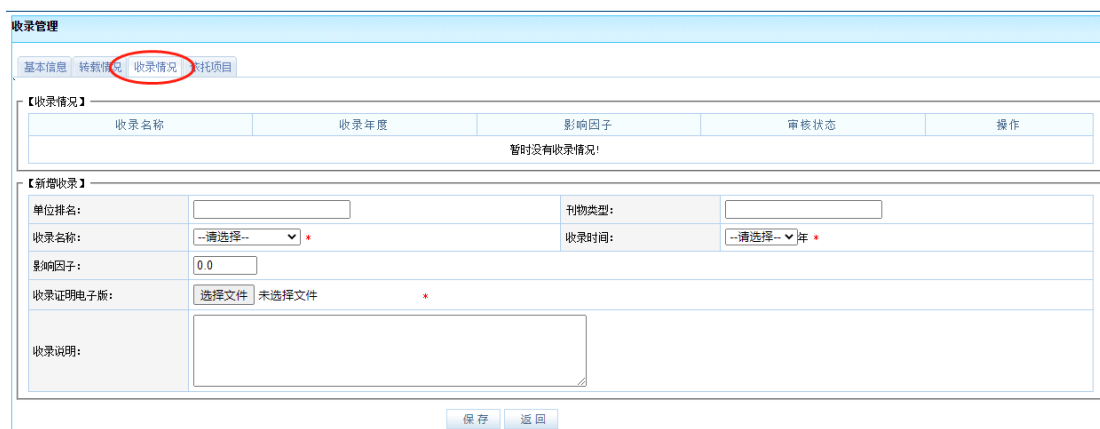 收录管理
基本信息 转载情况 收录情况 依托项目
【收录情况】
收录名称 收录年度 影响因子 审核状态 操作
暂时没有收录情况!
【新增收录】
单位排名: 刊物类型:
收录名称: --请选择-- * 收录时间: --请选择-- 年 *
影响因子: 0.0
收录证明电子版: 选择文件 未选择文件 *
收录说明:
保存 返回